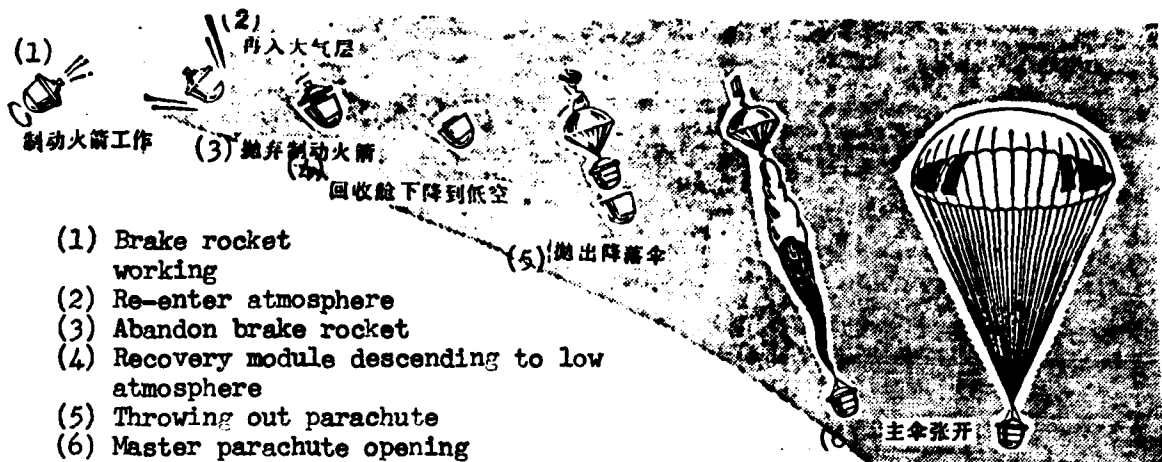 (1)
制动火箭工作
(2)
再入大气层
(3) 抛弃制动火箭
(4)
回收舱下降到低空
(5) 抛出降落伞
(6 主伞张开
(1) Brake rocket
working
(2) Re-enter atmosphere
(3) Abandon brake rocket
(4) Recovery module descending to low
atmosphere
(5) Throwing out parachute
(6) Master parachute opening